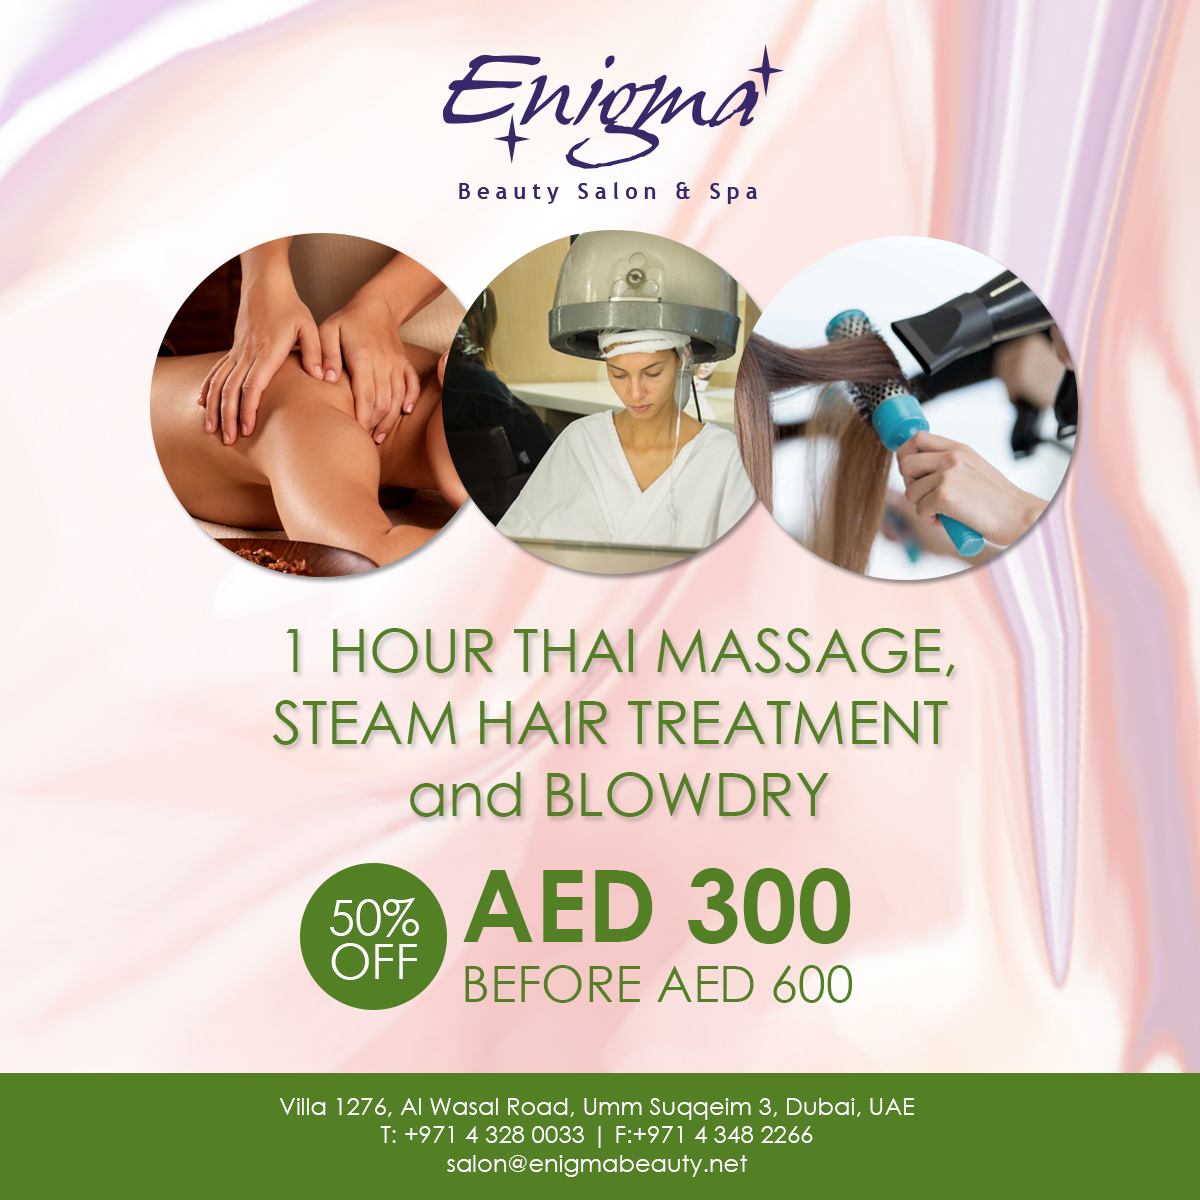 Enigma
Beauty Salon & Spa
1 HOUR THAI MASSAGE,
STEAM HAIR TREATMENT
and BLOWDRY
50%
OFF
AED 300
BEFORE AED 600
Villa 1276, Al Wasal Road, Umm Suqqeim 3, Dubai, UAE
T: +971 4 328 0033 | F:+971 4 348 2266
salon@enigmabeauty.net